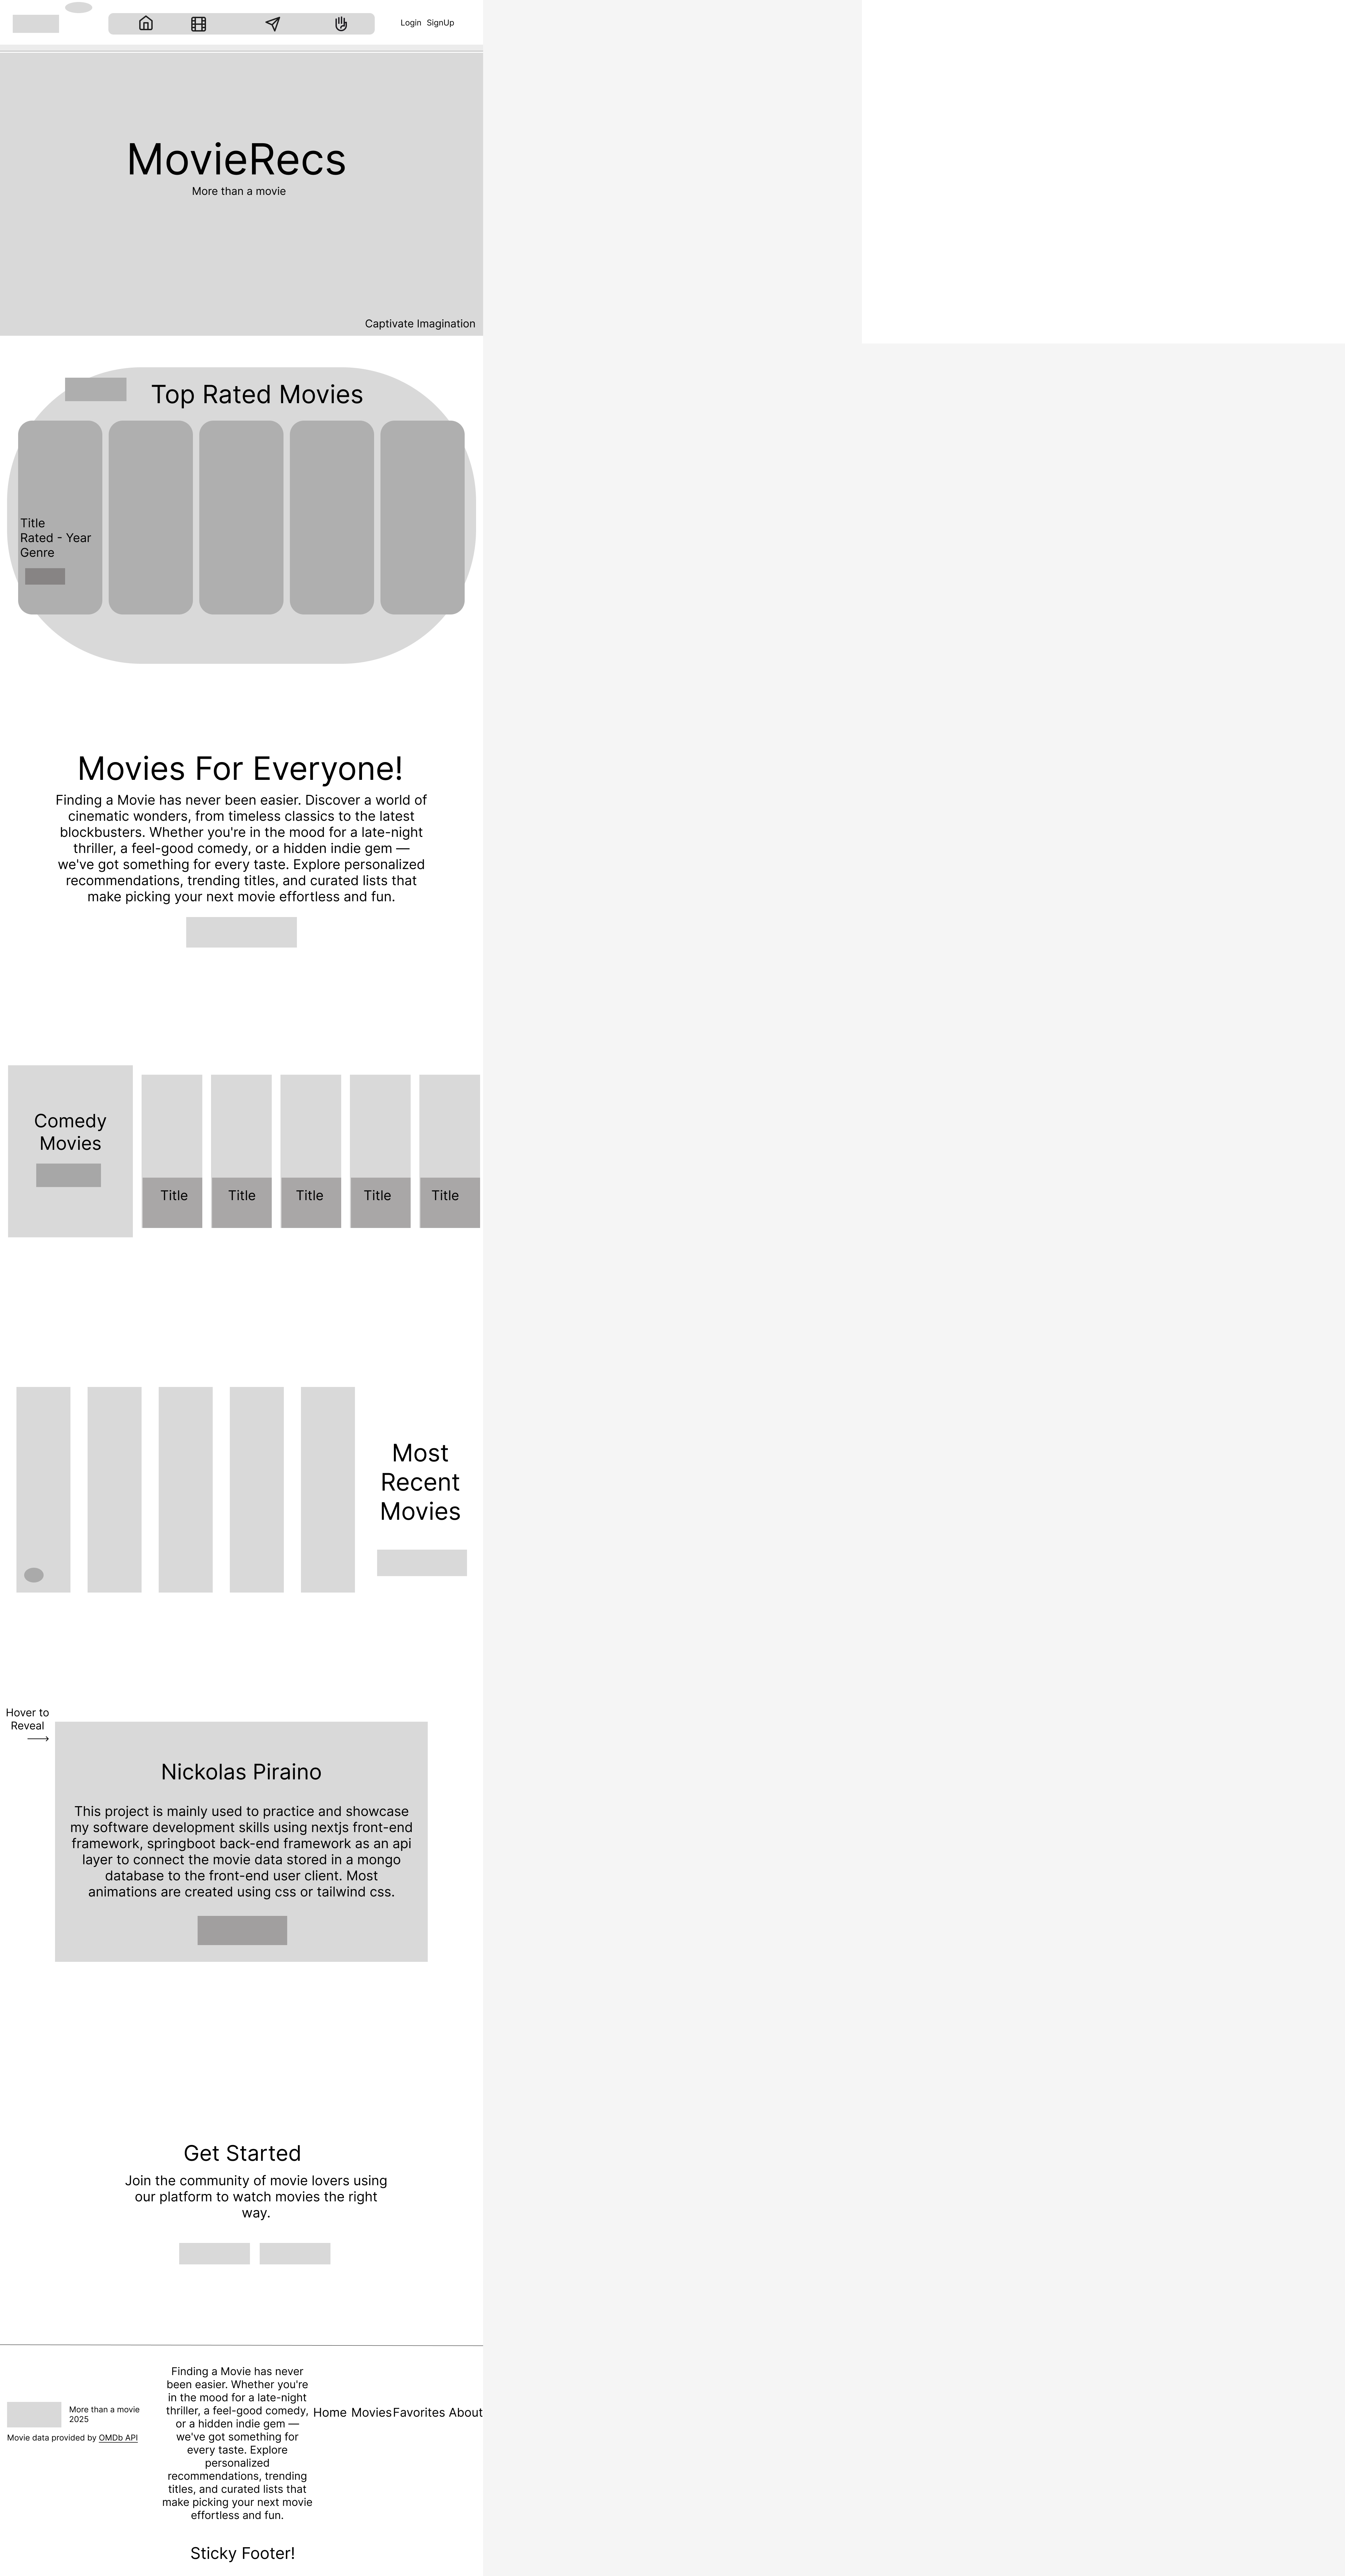 Login SignUp
MovieRecs
More than a movie
Captivate Imagination
Top Rated Movies
Title
Rated - Year
Genre
Movies For Everyone!
Finding a Movie has never been easier. Discover a world of
cinematic wonders, from timeless classics to the latest
blockbusters. Whether you're in the mood for a late-night
thriller, a feel-good comedy, or a hidden indie gem —
we've got something for every taste. Explore personalized
recommendations, trending titles, and curated lists that
make picking your next movie effortless and fun.
Comedy
Movies
Title Title Title Title Title
Most
Recent
Movies
Hover to
Reveal
Nickolas Piraino
This project is mainly used to practice and showcase
my software development skills using nextjs front-end
framework, springboot back-end framework as an api
layer to connect the movie data stored in a mongo
database to the front-end user client. Most
animations are created using css or tailwind css.
Get Started
Join the community of movie lovers using
our platform to watch movies the right
way.
More than a movie
2025
Movie data provided by OMDb API
Finding a Movie has never
been easier. Whether you're
in the mood for a late-night
thriller, a feel-good comedy,
or a hidden indie gem —
we've got something for
every taste. Explore
personalized
recommendations, trending
titles, and curated lists that
make picking your next movie
effortless and fun.
Home Movies Favorites About
Sticky Footer!